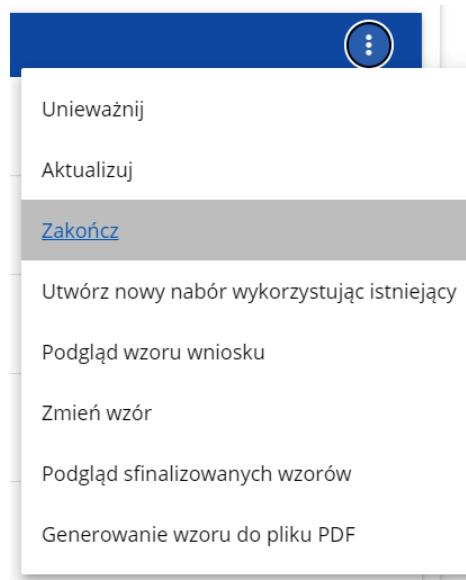 Unieważnij
Aktualizuj
Zakończ
Utwórz nowy nabór wykorzystując istniejący
Podgląd wzoru wniosku
Zmień wzór
Podgląd sfinalizowanych wzorów
Generowanie wzoru do pliku PDF